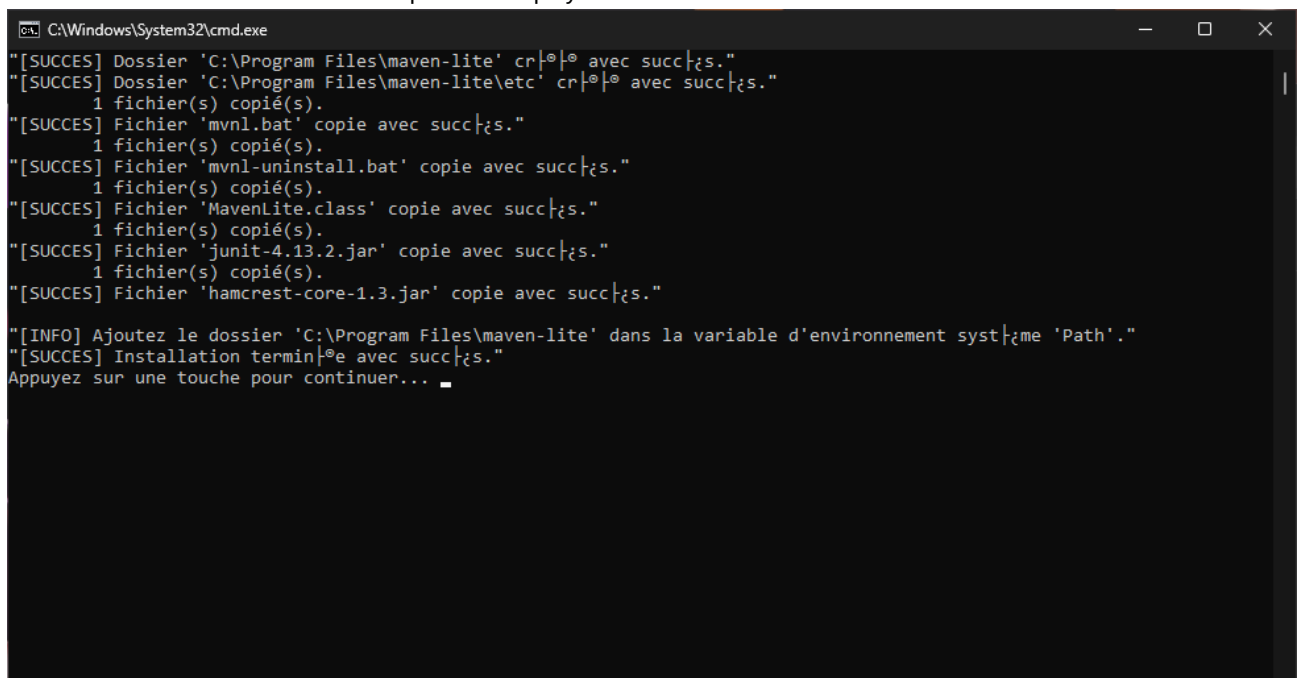 C:\Windows\System32\cmd.exe
"[SUCCES] Dossier 'C:\Program Files\maven-lite' cr├®├® avec succ├¿s."
"[SUCCES] Dossier 'C:\Program Files\maven-lite\etc' cr├®├® avec succ├¿s."
1 fichier(s) copié(s).
"[SUCCES] Fichier 'mvnl.bat' copie avec succ├¿s."
1 fichier(s) copié(s).
"[SUCCES] Fichier 'mvnl-uninstall.bat' copie avec succ├¿s."
1 fichier(s) copié(s).
"[SUCCES] Fichier 'MavenLite.class' copie avec succ├¿s."
1 fichier(s) copié(s).
"[SUCCES] Fichier 'junit-4.13.2.jar' copie avec succ├¿s."
1 fichier(s) copié(s).
"[SUCCES] Fichier 'hamcrest-core-1.3.jar' copie avec succ├¿s."
"[INFO] Ajoutez le dossier 'C:\Program Files\maven-lite' dans la variable d'environnement syst├¿me 'Path'."
"[SUCCES] Installation termin├®e avec succ├¿s."
Appuyez sur une touche pour continuer...